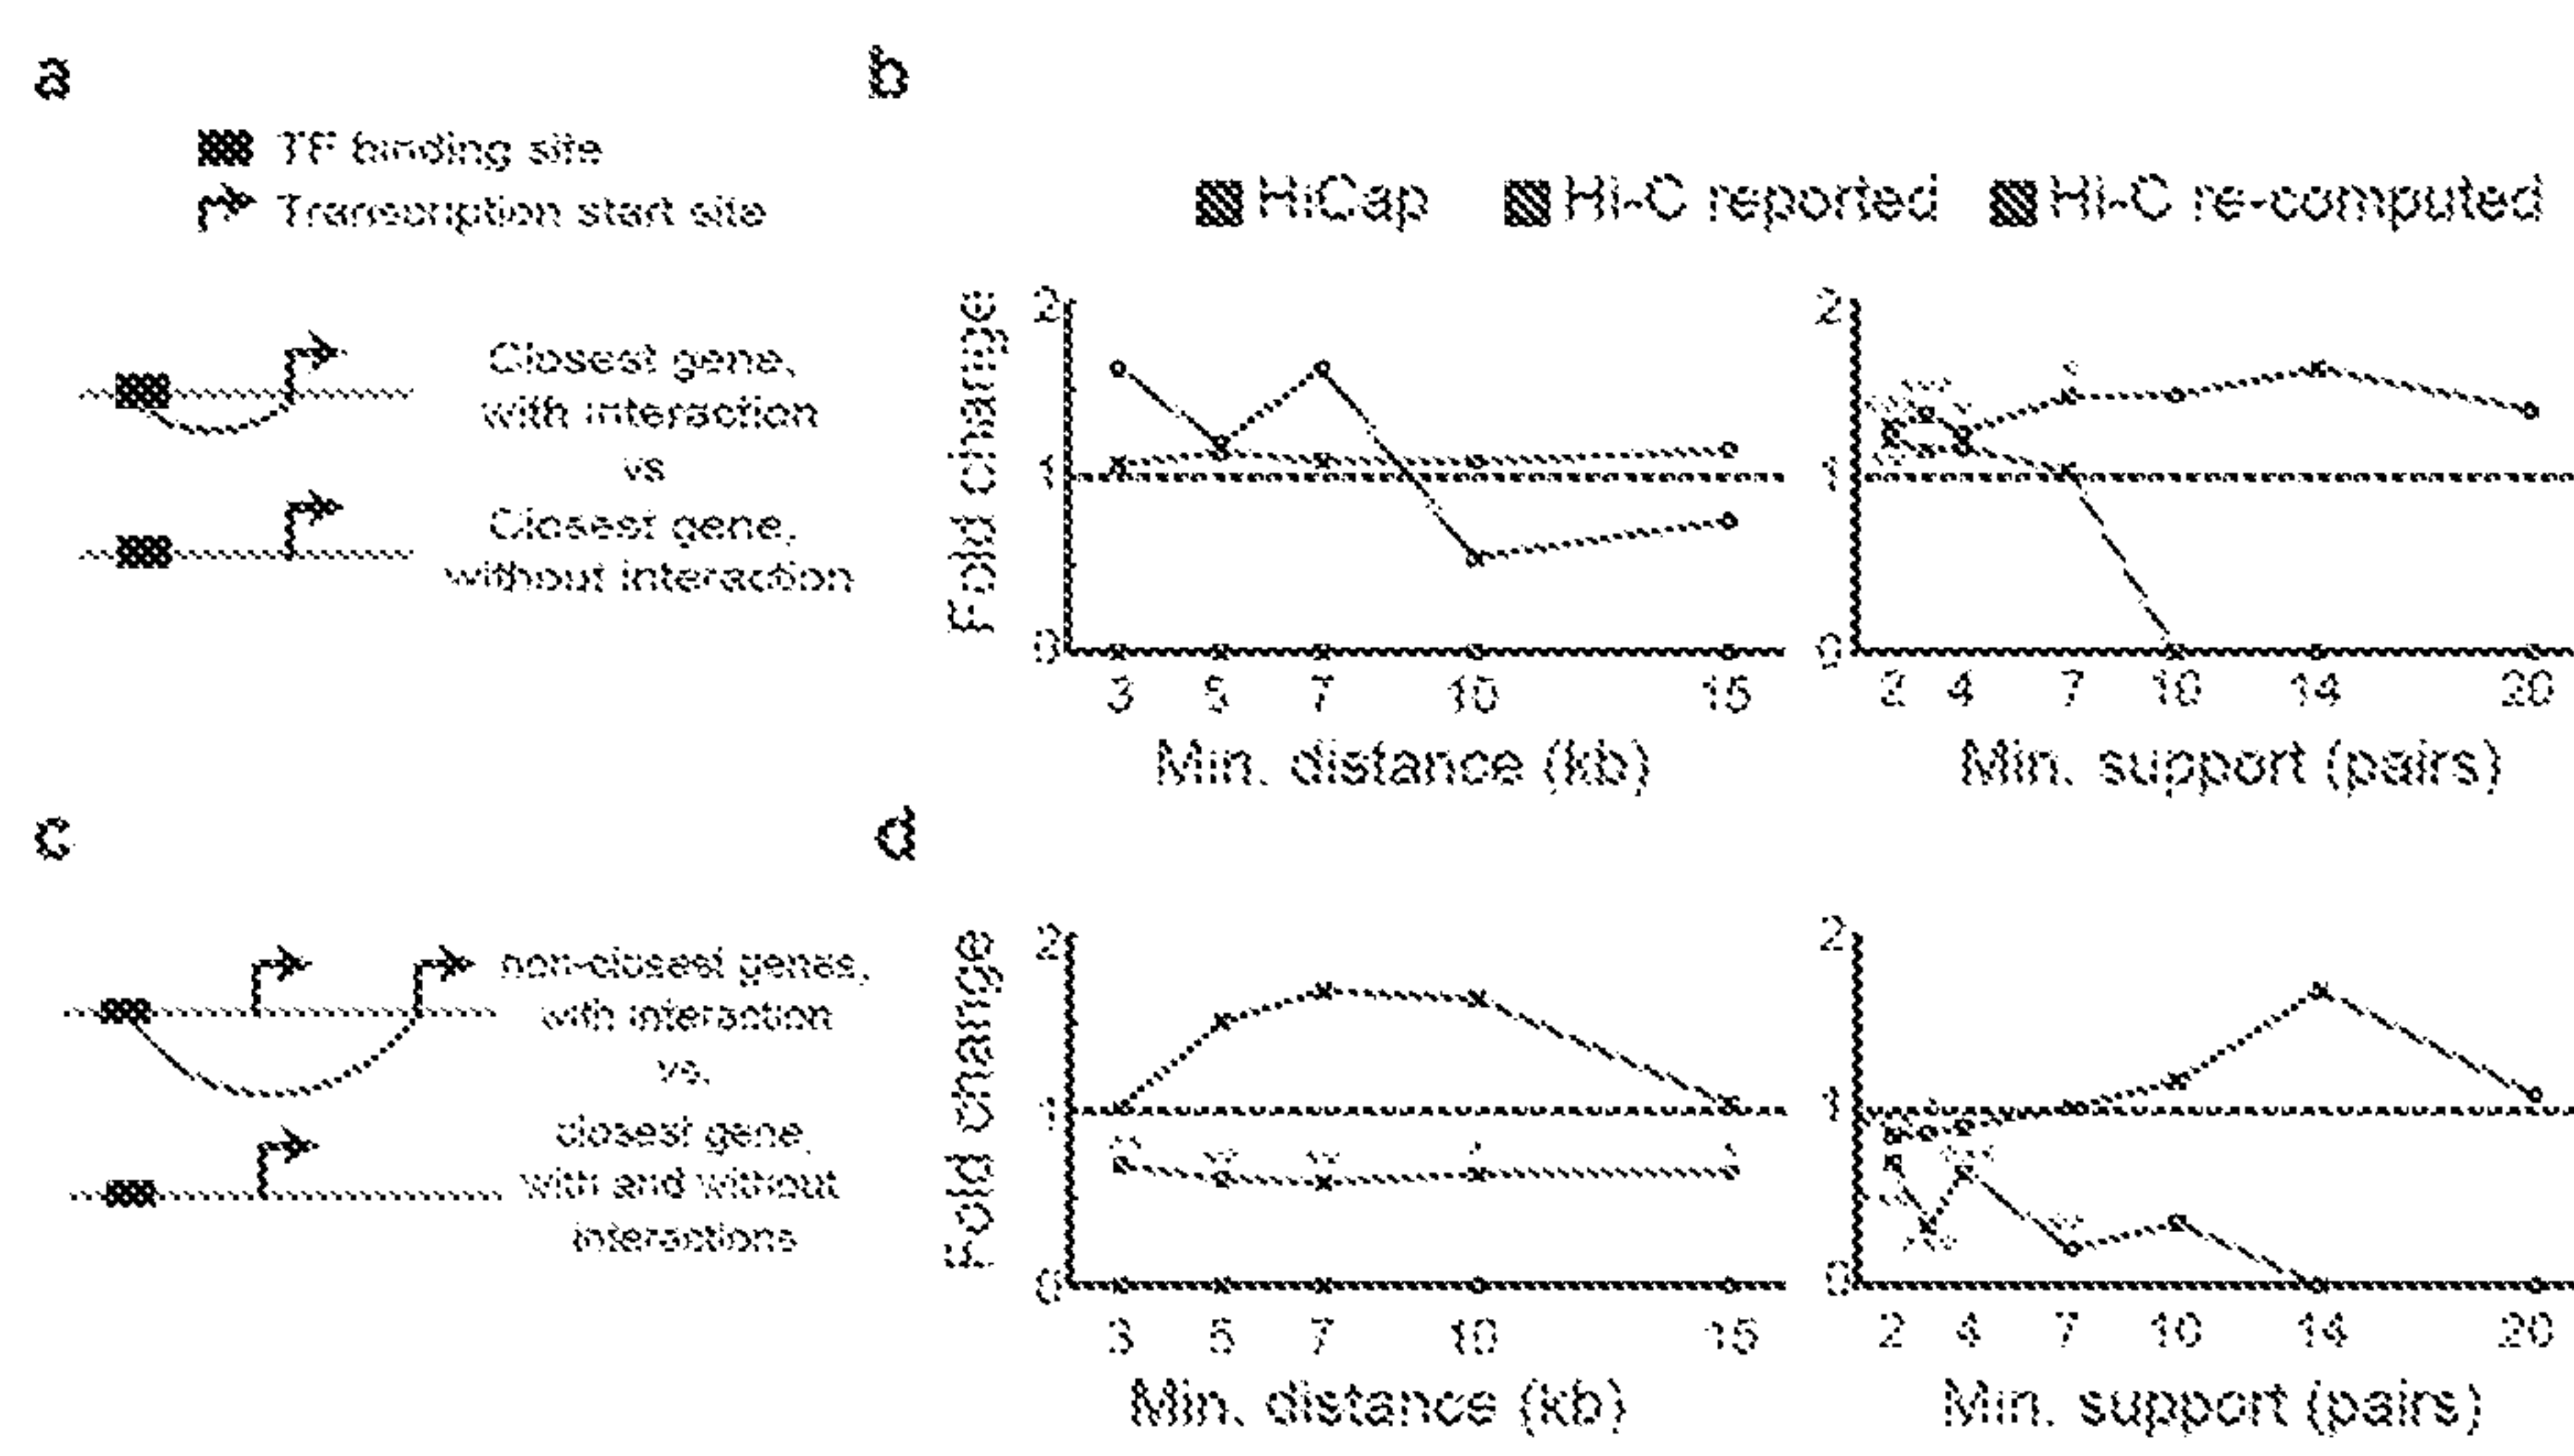 a
TF binding site
Transcription start site
Closest gene,
with interaction
vs
Closest gene,
without interaction
b
HiCap Hi-C reported Hi-C re-computed
Fold change
2
1
0
3 5 7 10 15
Min. distance (kb)
2
1
0
2 4 7 10 14 20
Min. support (pairs)
c
non-closest genes,
with interaction
vs.
closest gene,
with and without
interactions
d
Fold change
2
1
0
3 5 7 10 15
Min. distance (kb)
2
1
0
2 4 7 10 14 20
Min. support (pairs)